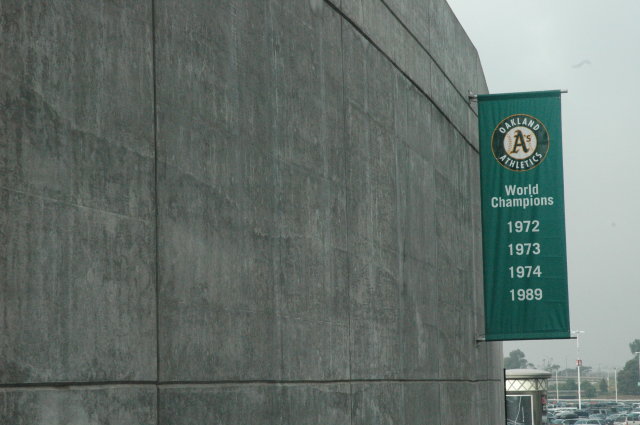 OAKLAND
A's
ATHLETICS
World
Champions
1972
1973
1974
1989